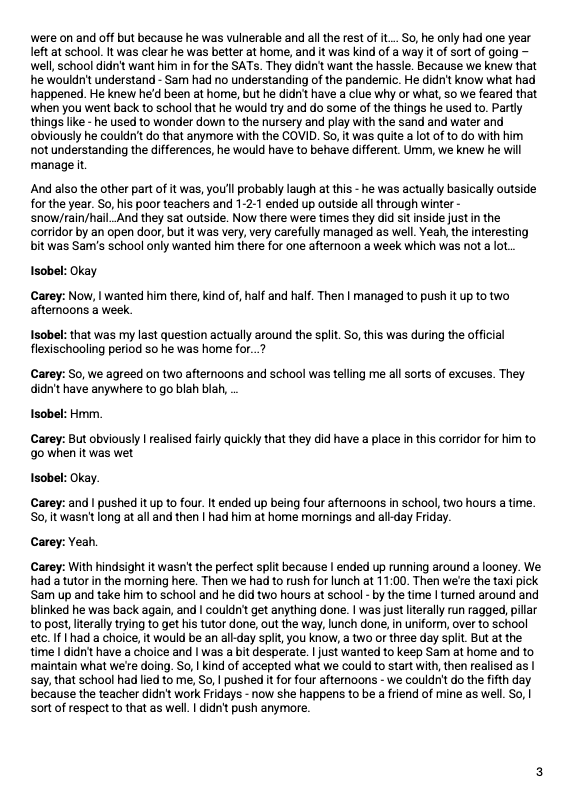 were on and off but because he was vulnerable and all the rest of it.... So, he only had one year
left at school. It was clear he was better at home, and it was kind of a way it of sort of going –
well, school didn't want him in for the SATs. They didn't want the hassle. Because we knew that
he wouldn't understand - Sam had no understanding of the pandemic. He didn't know what had
happened. He knew he'd been at home, but he didn't have a clue why or what, so we feared that
when you went back to school that he would try and do some of the things he used to. Partly
things like - he used to wonder down to the nursery and play with the sand and water and
obviously he couldn't do that anymore with the COVID. So, it was quite a lot of to do with him
not understanding the differences, he would have to behave different. Umm, we knew he will
manage it.
And also the other part of it was, you'll probably laugh at this - he was actually basically outside
for the year. So, his poor teachers and 1-2-1 ended up outside all through winter -
snow/rain/hail...And they sat outside. Now there were times they did sit inside just in the
corridor by an open door, but it was very, very carefully managed as well. Yeah, the interesting
bit was Sam's school only wanted him there for one afternoon a week which was not a lot...
Isobel: Okay
Carey: Now, I wanted him there, kind of, half and half. Then I managed to push it up to two
afternoons a week.
Isobel: that was my last question actually around the split. So, this was during the official
flexischooling period so he was home for...?
Carey: So, we agreed on two afternoons and school was telling me all sorts of excuses. They
didn't have anywhere to go blah blah, ...
Isobel: Hmm.
Carey: But obviously I realised fairly quickly that they did have a place in this corridor for him to
go when it was wet
Isobel: Okay.
Carey: and I pushed it up to four. It ended up being four afternoons in school, two hours a time.
So, it wasn't long at all and then I had him at home mornings and all-day Friday.
Carey: Yeah.
Carey: With hindsight it wasn't the perfect split because I ended up running around a looney. We
had a tutor in the morning here. Then we had to rush for lunch at 11:00. Then we're the taxi pick
Sam up and take him to school and he did two hours at school - by the time I turned around and
blinked he was back again, and I couldn't get anything done. I was just literally run ragged, pillar
to post, literally trying to get his tutor done, out the way, lunch done, in uniform, over to school
etc. If I had a choice, it would be an all-day split, you know, a two or three day split. But at the
time I didn't have a choice and I was a bit desperate. I just wanted to keep Sam at home and to
maintain what we're doing. So, I kind of accepted what we could to start with, then realised as I
say, that school had lied to me, So, I pushed it for four afternoons - we couldn't do the fifth day
because the teacher didn't work Fridays - now she happens to be a friend of mine as well. So, I
sort of respect to that as well. I didn't push anymore.
3